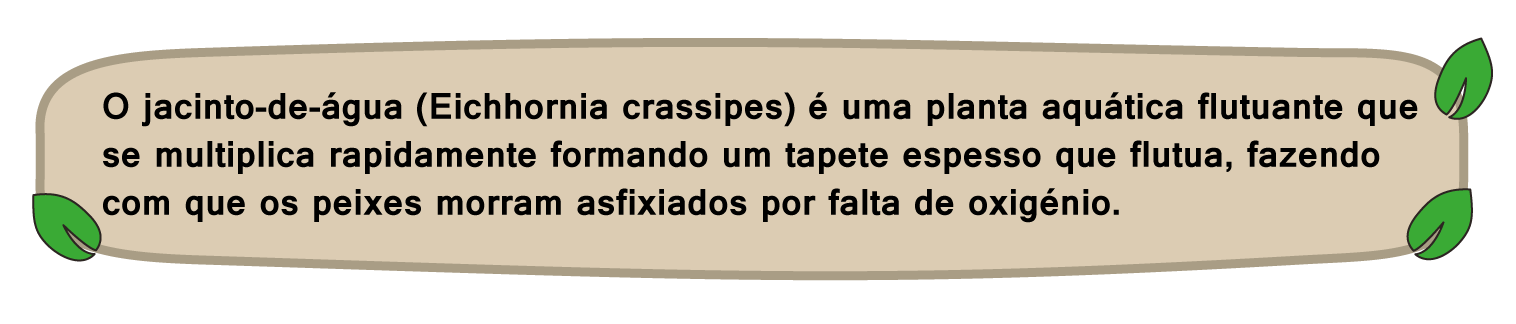 O jacinto-de-água (Eichhornia crassipes) é uma planta aquática flutuante que
se multiplica rapidamente formando um tapete espesso que flutua, fazendo
com que os peixes morram asfixiados por falta de oxigénio.